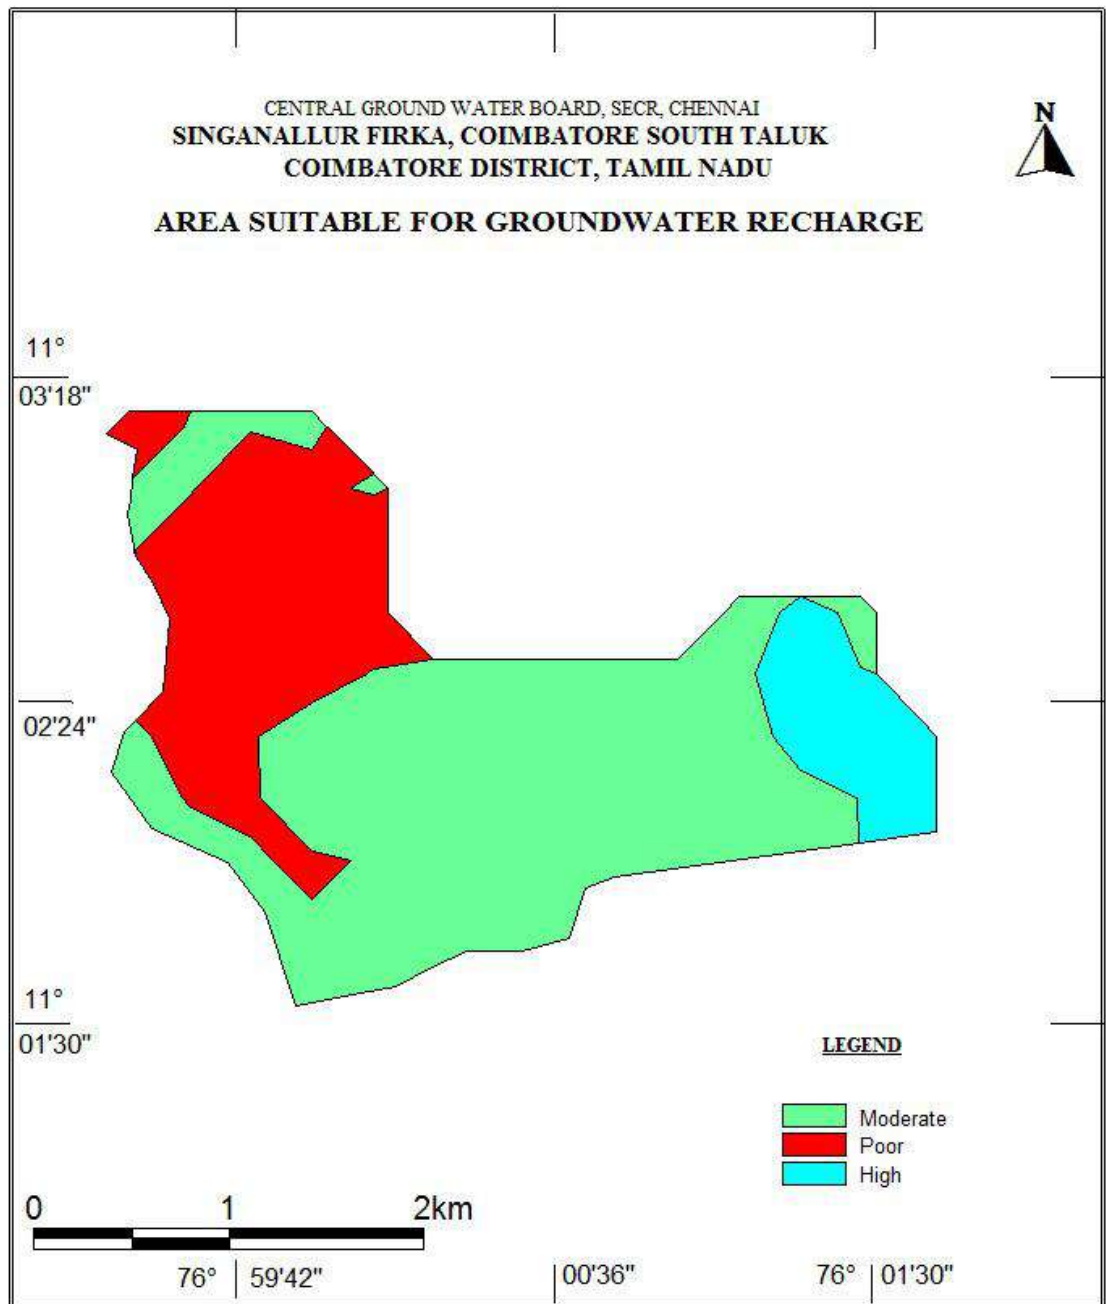 CENTRAL GROUND WATER BOARD, SECR, CHENNAI
N
SINGANALLUR FIRKA, COIMBATORE SOUTH TALUK
COIMBATORE DISTRICT, TAMIL NADU
AREA SUITABLE FOR GROUNDWATER RECHARGE
11°
03'18"
02'24"
11°
01'30"
LEGEND
Moderate
Poor
High
0 1 2km
76° 59'42" 00'36" 76° 01'30"